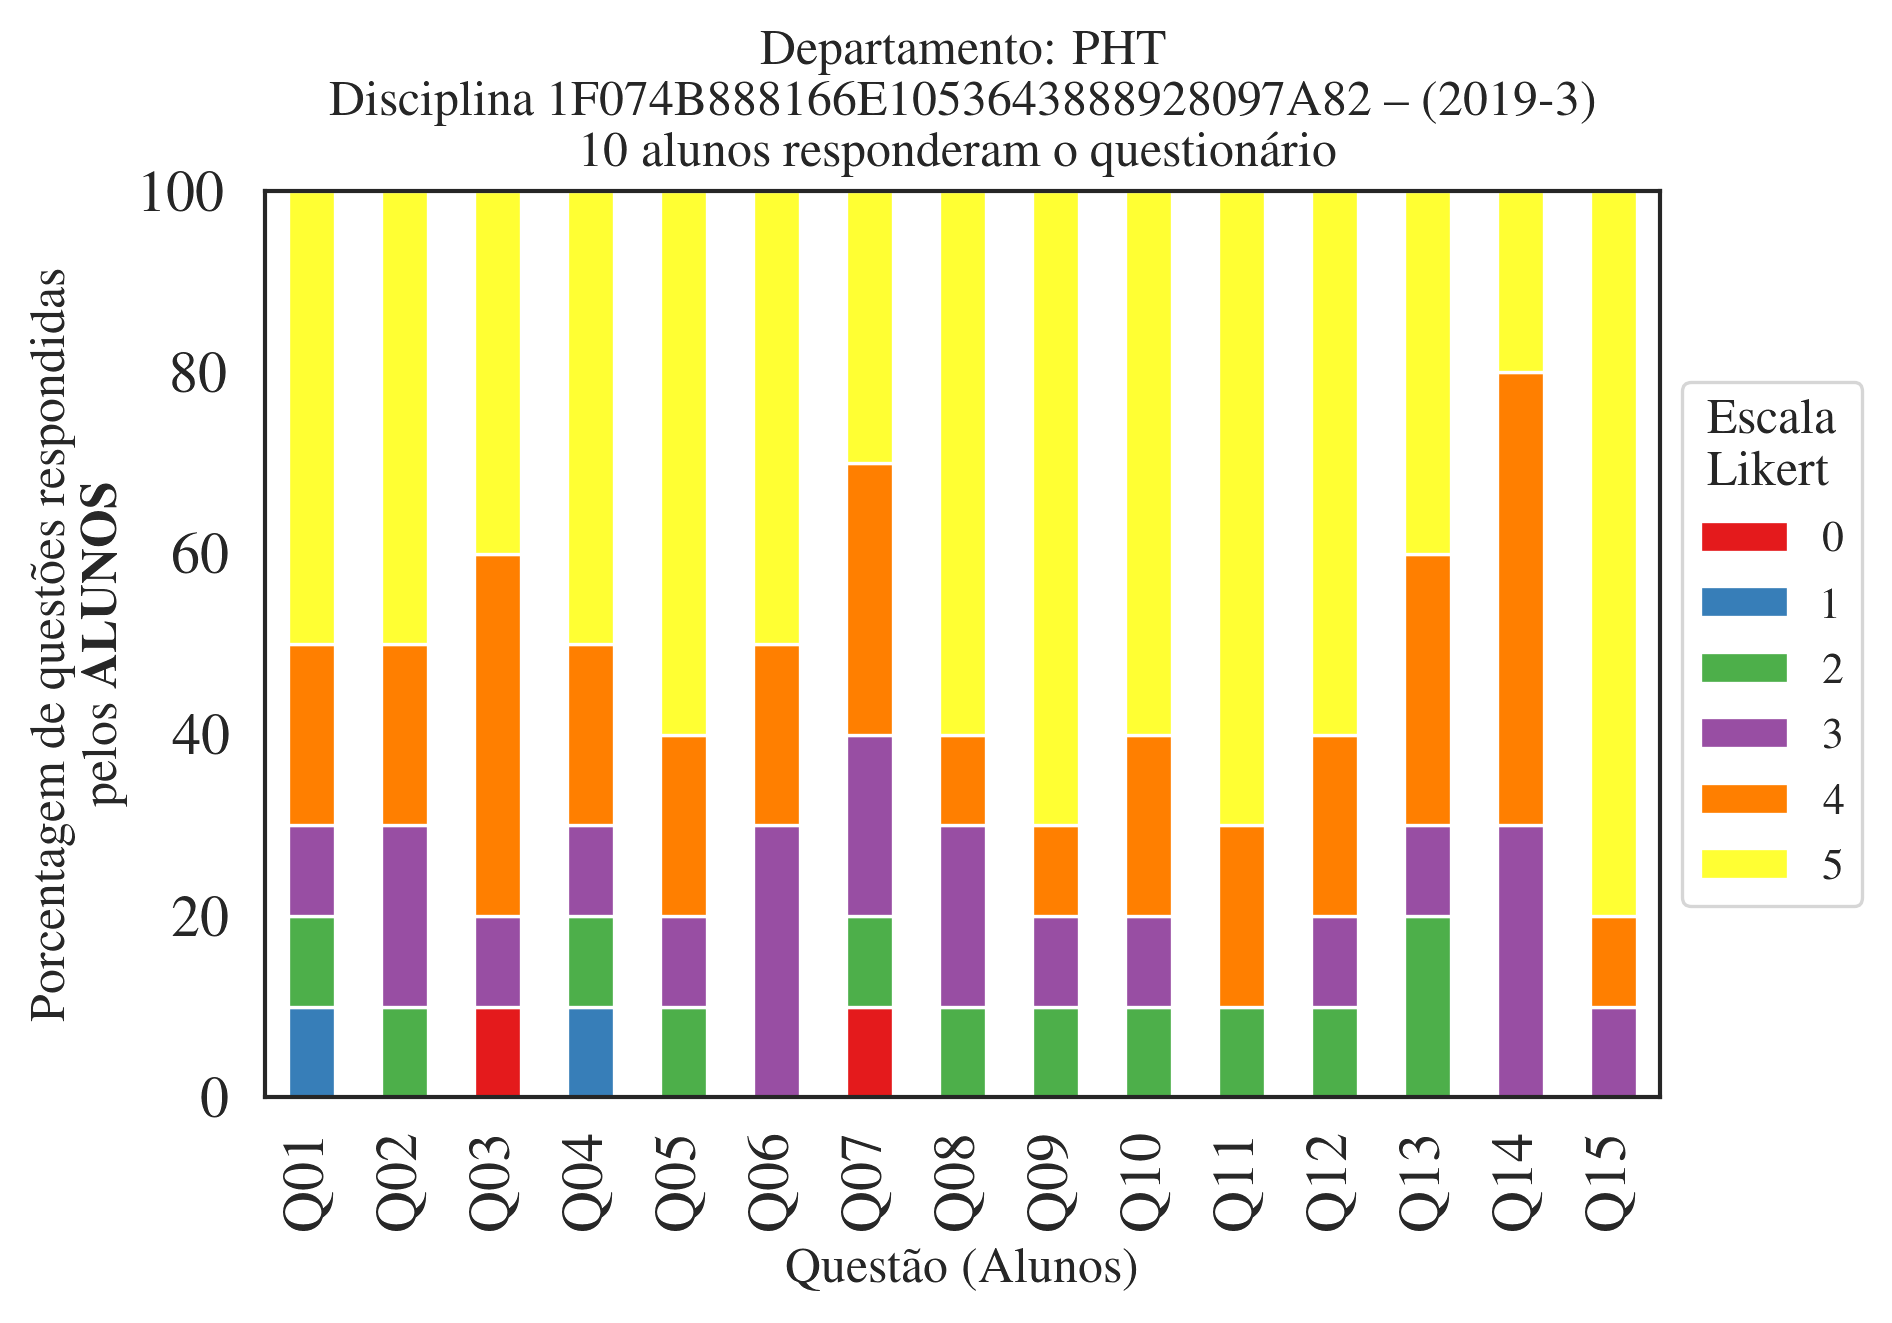 Departamento: PHT
Disciplina 1F074B888166E1053643888928097A82 – (2019-3)
10 alunos responderam o questionário
Porcentagem de questões respondidas
pelos ALUNOS
100
80
60
40
20
0
Q01
Q02
Q03
Q04
Q05
Q06
Q07
Q08
Q09
Q10
Q11
Q12
Q13
Q14
Q15
Questão (Alunos)
Escala
Likert
0
1
2
3
4
5